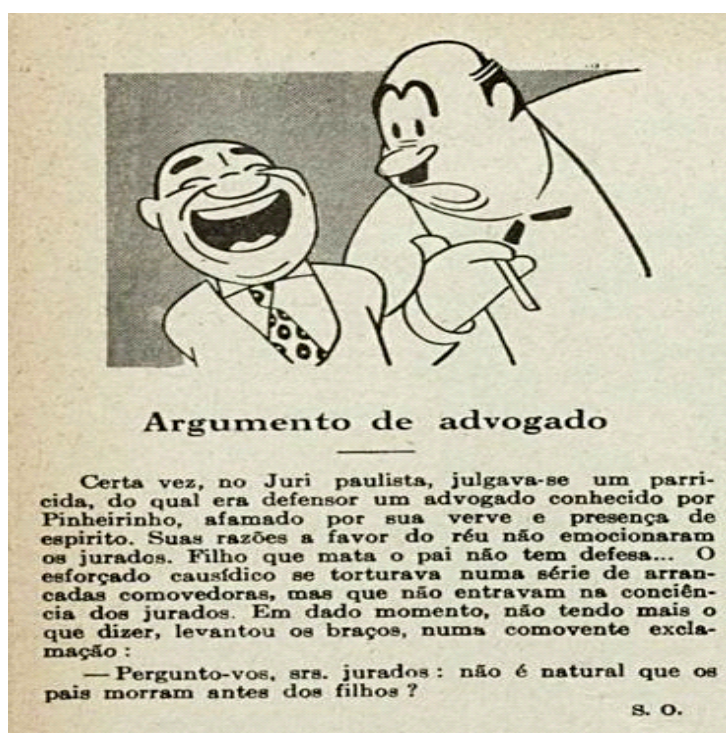 Argumento de advogado
Certa vez, no Juri paulista, julgava-se um parri-
cida, do qual era defensor um advogado conhecido por
Pinheirinho, afamado por sua verve e presença de
espirito. Suas razões a favor do réu não emocionaram
os jurados. Filho que mata o pai não tem defesa... O
esforçado causídico se torturava numa série de arran-
cadas comovedoras, mas que não entravam na conciên-
cia dos jurados. Em dado momento, não tendo mais o
que dizer, levantou os braços, numa comovente excla-
mação :
— Pergunto-vos, srs. jurados : não é natural que os
pais morram antes dos filhos ?
S. O.